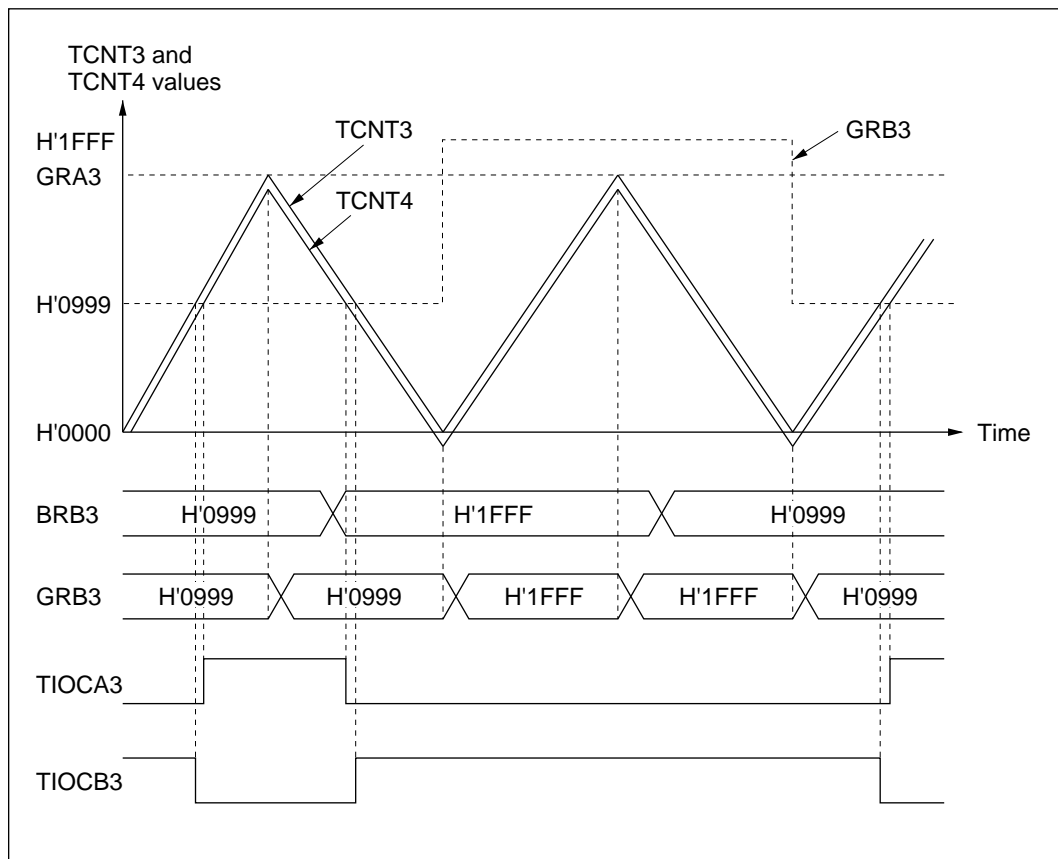 TCNT3 and
TCNT4 values
H'1FFF
TCNT3
GRB3
GRA3
TCNT4
H'0999
H'0000
Time
BRB3
H'0999
H'1FFF
H'0999
GRB3
H'0999
H'0999
H'1FFF
H'1FFF
H'0999
TIOCA3
TIOCB3